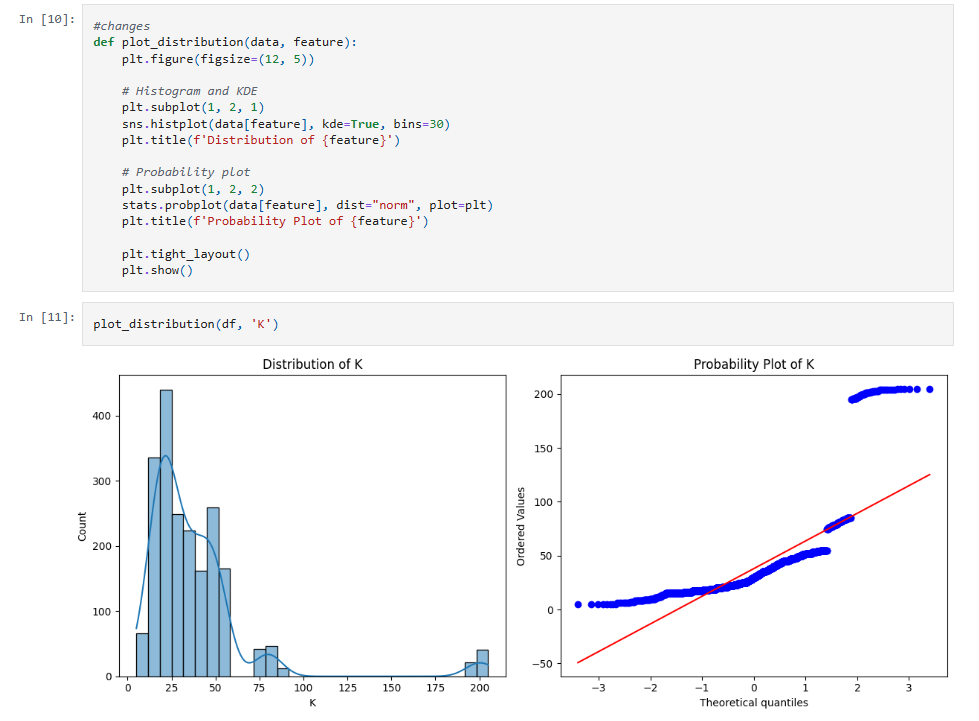 In [10]:
#changes
def plot_distribution(data, feature):
    plt.figure(figsize=(12, 5))
    # Histogram and KDE
    plt.subplot(1, 2, 1)
    sns.histplot(data[feature], kde=True, bins=30)
    plt.title(f'Distribution of {feature}')
    # Probability plot
    plt.subplot(1, 2, 2)
    stats.probplot(data[feature], dist="norm", plot=plt)
    plt.title(f'Probability Plot of {feature}')
    plt.tight_layout()
    plt.show()
In [11]:
plot_distribution(df, 'K')
Distribution of K
Count
400
300
200
100
0
0 25 50 75 100 125 150 175 200
K
Probability Plot of K
Ordered Values
200
150
100
50
0
−50
−3 −2 −1 0 1 2 3
Theoretical quantiles